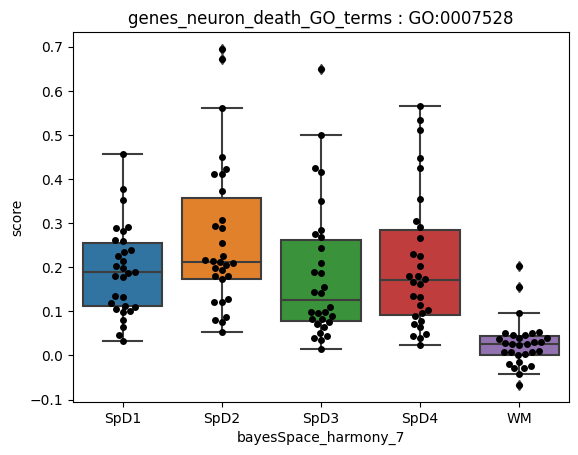 genes_neuron_death_GO_terms : GO:0007528
0.7
0.6
0.5
0.4
0.3
0.2
0.1
0.0
−0.1
score
SpD1 SpD2 SpD3 SpD4 WM
bayesSpace_harmony_7